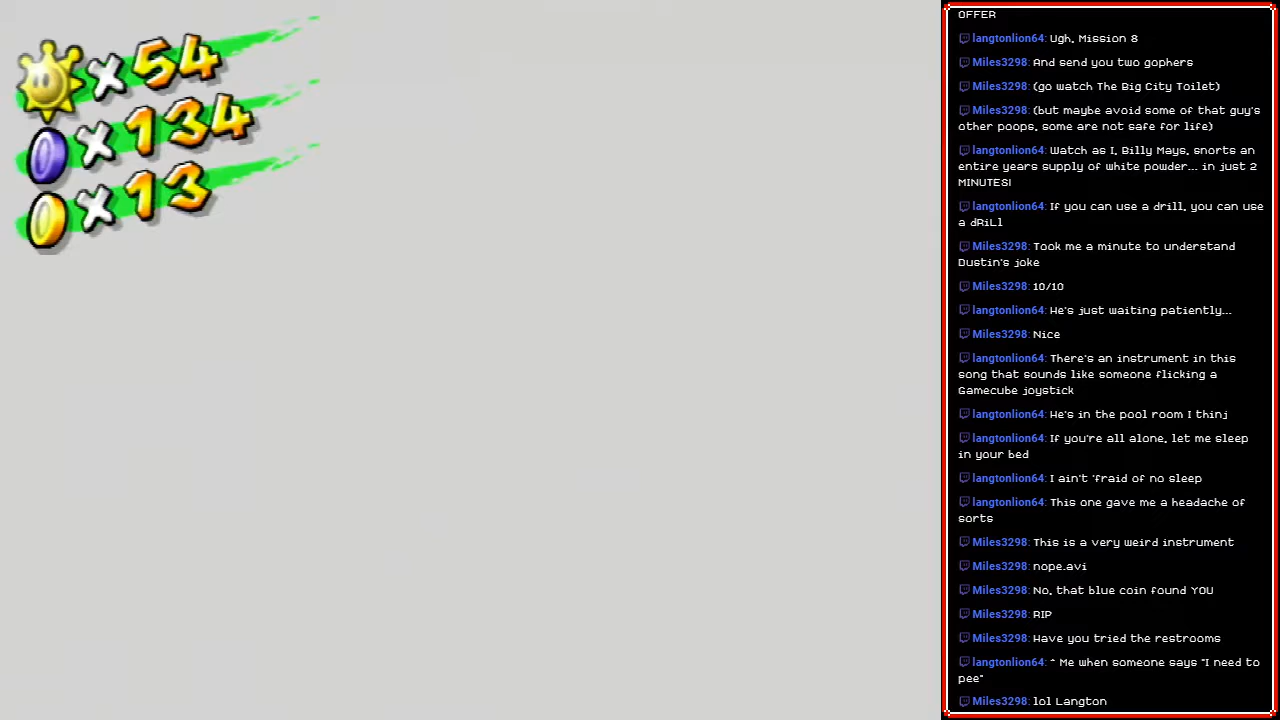 ×54
×134
×13
OFFER
langtonlion64: Ugh, Mission 8
Miles3298: And send you two gophers
Miles3298: (go watch The Big City Toilet)
Miles3298: (but maybe avoid some of that guy's
other poops, some are not safe for life)
langtonlion64: Watch as I, Billy Mays, snorts an
entire years supply of white powder... in just 2
MINUTES!
langtonlion64: If you can use a drill, you can use
a dRiLl
Miles3298: Took me a minute to understand
Dustin's joke
Miles3298: 10/10
langtonlion64: He's just waiting patiently...
Miles3298: Nice
langtonlion64: There's an instrument in this
song that sounds like someone flicking a
Gamecube joystick
langtonlion64: He's in the pool room I thinj
langtonlion64: If you're all alone, let me sleep
in your bed
langtonlion64: I ain't 'fraid of no sleep
langtonlion64: This one gave me a headache of
sorts
Miles3298: This is a very weird instrument
Miles3298: nope.avi
Miles3298: No, that blue coin found YOU
Miles3298: RIP
Miles3298: Have you tried the restrooms
langtonlion64: ^ Me when someone says "I need to
pee"
Miles3298: lol Langton